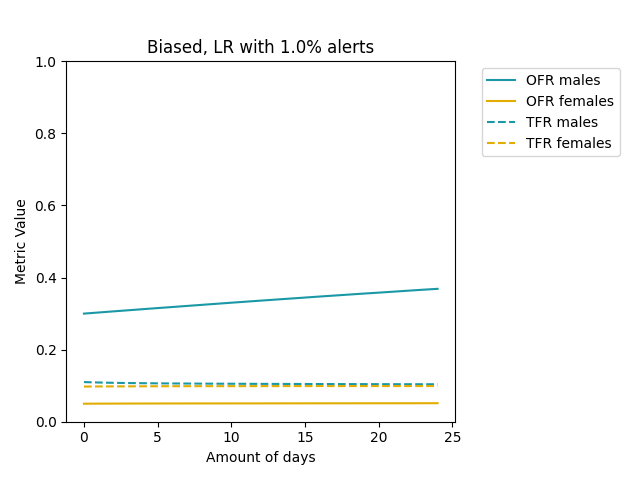 Biased, LR with 1.0% alerts
1.0
0.8
0.6
0.4
0.2
0.0
Metric Value
0 5 10 15 20 25
Amount of days
OFR males
OFR females
TFR males
TFR females